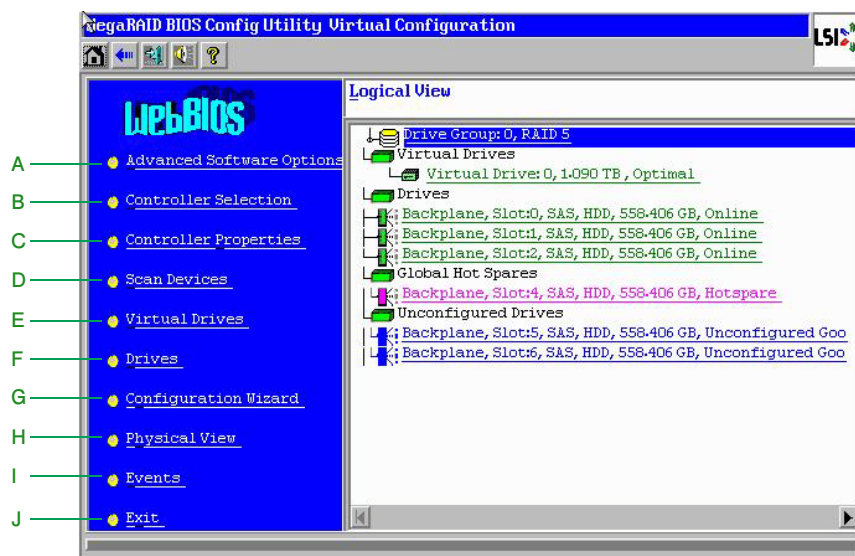 MegaRAID BIOS Config Utility Virtual Configuration
LSI
?
WebBIOS
Logical View
A Advanced Software Options
B Controller Selection
C Controller Properties
D Scan Devices
E Virtual Drives
F Drives
G Configuration Wizard
H Physical View
I Events
J Exit
Drive Group: 0, RAID 5
Virtual Drives
Virtual Drive: 0, 1.090 TB, Optimal
Drives
Backplane, Slot:0, SAS, HDD, 558.406 GB, Online
Backplane, Slot:1, SAS, HDD, 558.406 GB, Online
Backplane, Slot:2, SAS, HDD, 558.406 GB, Online
Global Hot Spares
Backplane, Slot:4, SAS, HDD, 558.406 GB, Hotspare
Unconfigured Drives
Backplane, Slot:5, SAS, HDD, 558.406 GB, Unconfigured Goo
Backplane, Slot:6, SAS, HDD, 558.406 GB, Unconfigured Goo